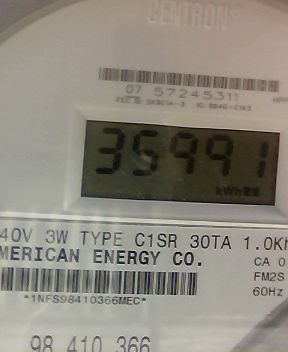 CENTRON®
07 57245311
35991
kWh
40V 3W TYPE C1SR 30TA 1.0Kh
MERICAN ENERGY CO.
CA 0
FM2S
60Hz
*1NFS98410366MEC*
98 410 366